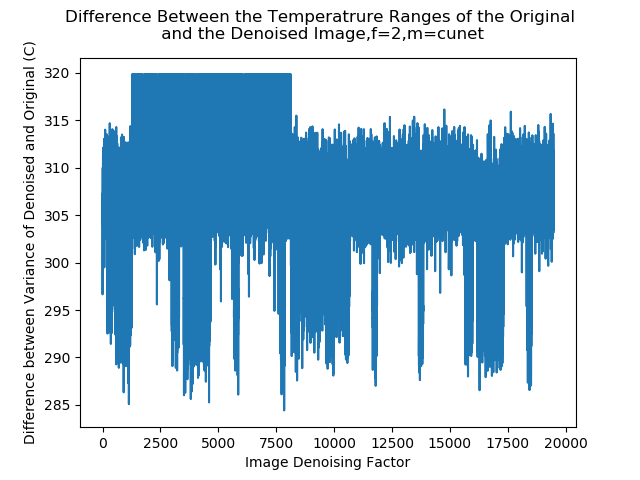 Difference Between the Temperatrure Ranges of the Original
and the Denoised Image,f=2,m=cunet
Difference between Variance of Denoised and Original (C)
320
315
310
305
300
295
290
285
0 2500 5000 7500 10000 12500 15000 17500 20000
Image Denoising Factor